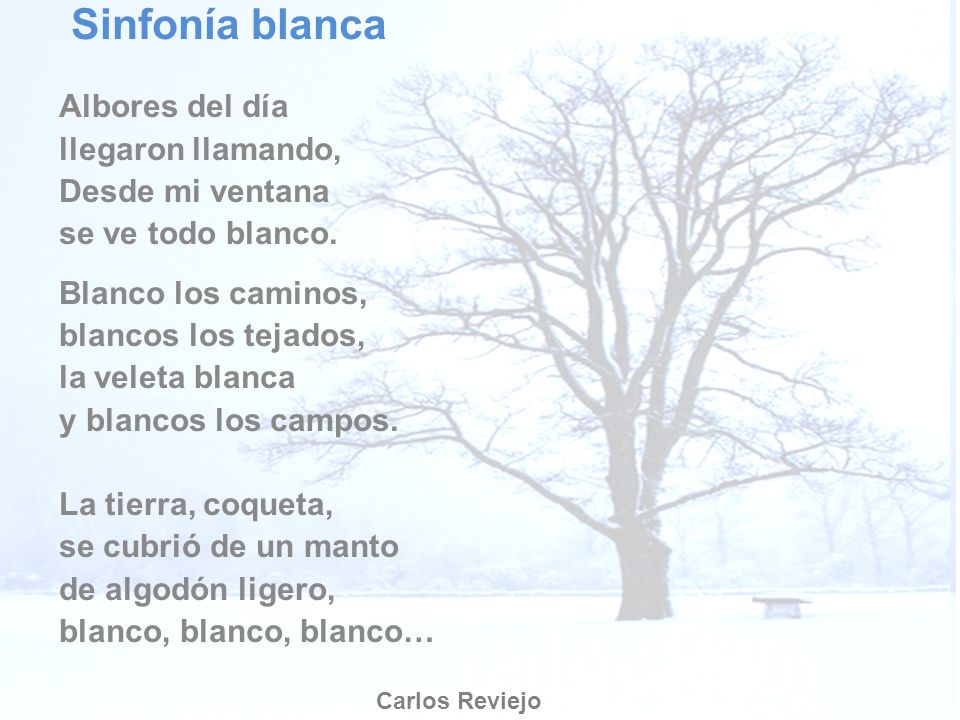 Sinfonía blanca
Albores del día
llegaron llamando,
Desde mi ventana
se ve todo blanco.
Blanco los caminos,
blancos los tejados,
la veleta blanca
y blancos los campos.
La tierra, coqueta,
se cubrió de un manto
de algodón ligero,
blanco, blanco, blanco…
Carlos Reviejo